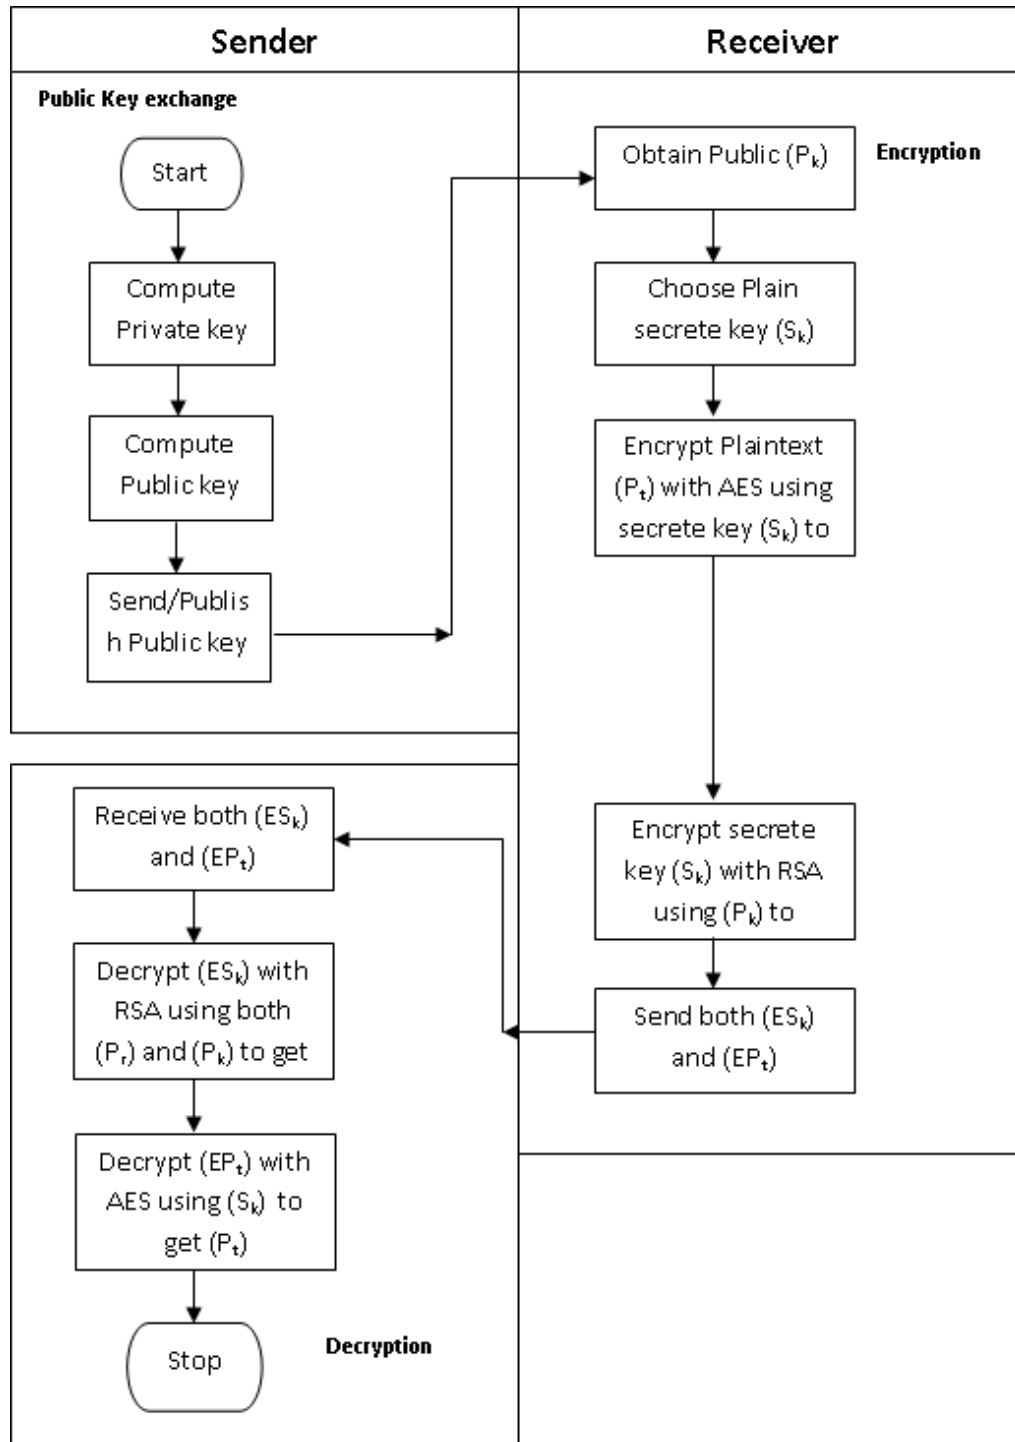 Sender
Receiver
Public Key exchange
Start
Compute
Private key
Compute
Public key
Send/Publis
h Public key
Obtain Public (Pₖ)
Encryption
Choose Plain
secrete key (Sₖ)
Encrypt Plaintext
(Pₜ) with AES using
secrete key (Sₖ) to
Encrypt secrete
key (Sₖ) with RSA
using (Pₖ) to
Send both (ESₖ)
and (EPₜ)
Receive both (ESₖ)
and (EPₜ)
Decrypt (ESₖ) with
RSA using both
(Pᵣ) and (Pₖ) to get
Decrypt (EPₜ) with
AES using (Sₖ) to
get (Pₜ)
Stop
Decryption